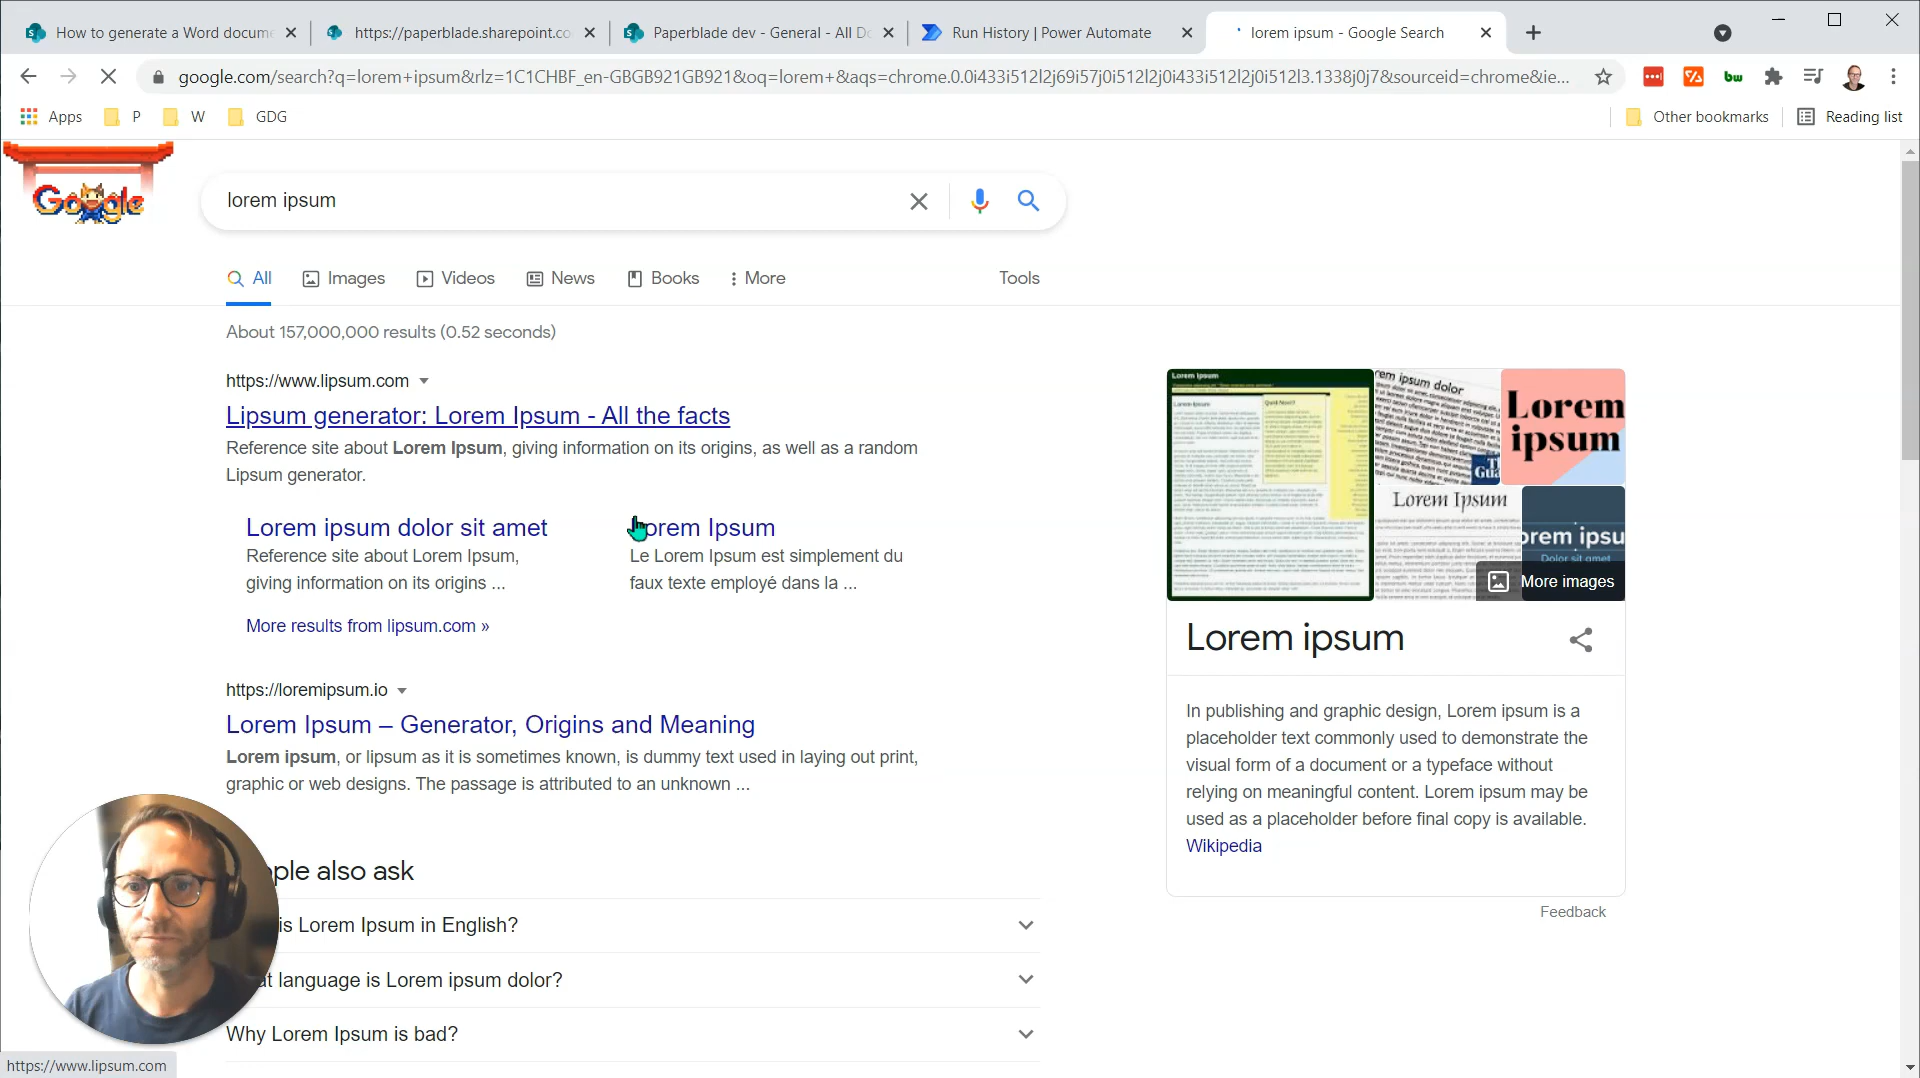 How to generate a Word docume
https://paperblade.sharepoint.co
Paperblade dev - General - All Do
Run History | Power Automate
lorem ipsum - Google Search
google.com/search?q=lorem+ipsum&rlz=1C1CHBF_en-GBGB921GB921&oq=lorem+&aqs=chrome.0.0i433i512l2j69i57j0i512l2j0i433i512l2j0i512l3.1338j0j7&sourceid=chrome&ie...
Apps
P
W
GDG
Other bookmarks
Reading list
Google
lorem ipsum
All
Images
Videos
News
Books
More
Tools
About 157,000,000 results (0.52 seconds)
https://www.lipsum.com
Lipsum generator: Lorem Ipsum - All the facts
Reference site about Lorem Ipsum, giving information on its origins, as well as a random
Lipsum generator.
Lorem ipsum dolor sit amet
Reference site about Lorem Ipsum,
giving information on its origins ...
Lorem Ipsum
Le Lorem Ipsum est simplement du
faux texte employé dans la ...
More results from lipsum.com »
https://loremipsum.io
Lorem Ipsum – Generator, Origins and Meaning
Lorem ipsum, or lipsum as it is sometimes known, is dummy text used in laying out print,
graphic or web designs. The passage is attributed to an unknown ...
ople also ask
is Lorem Ipsum in English?
at language is Lorem ipsum dolor?
Why Lorem Ipsum is bad?
Lorem Ipsum
rem ipsum dolor
Lorem
ipsum
Lorem Ipsum
orem ipsu
Dolor sit amet
More images
Lorem ipsum
In publishing and graphic design, Lorem ipsum is a
placeholder text commonly used to demonstrate the
visual form of a document or a typeface without
relying on meaningful content. Lorem ipsum may be
used as a placeholder before final copy is available.
Wikipedia
Feedback
https://www.lipsum.com